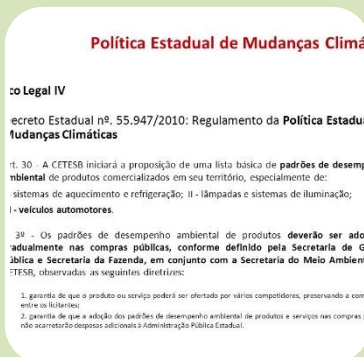 Política Estadual de Mudanças Climá
co Legal IV
ecreto Estadual nº. 55.947/2010: Regulamento da Política Estadu
Mudanças Climáticas
rt. 30 - A CETESB iniciará a proposição de uma lista básica de padrões de desemp
mbiental de produtos comercializados em seu território, especialmente de:
- sistemas de aquecimento e refrigeração; II - lâmpadas e sistemas de iluminação;
I - veículos automotores.
3º - Os padrões de desempenho ambiental de produtos deverão ser ado
radualmente nas compras públicas, conforme definido pela Secretaria de G
ública e Secretaria da Fazenda, em conjunto com a Secretaria do Meio Ambien
ETESB, observadas as seguintes diretrizes:
1. garantia de que o produto ou serviço poderá ser ofertado por vários competidores, preservando a com
entre os licitantes;
2. garantia de que a adoção dos padrões de desempenho ambiental de produtos e serviços nas compras
não acarretarão despesas adicionais à Administração Pública Estadual.